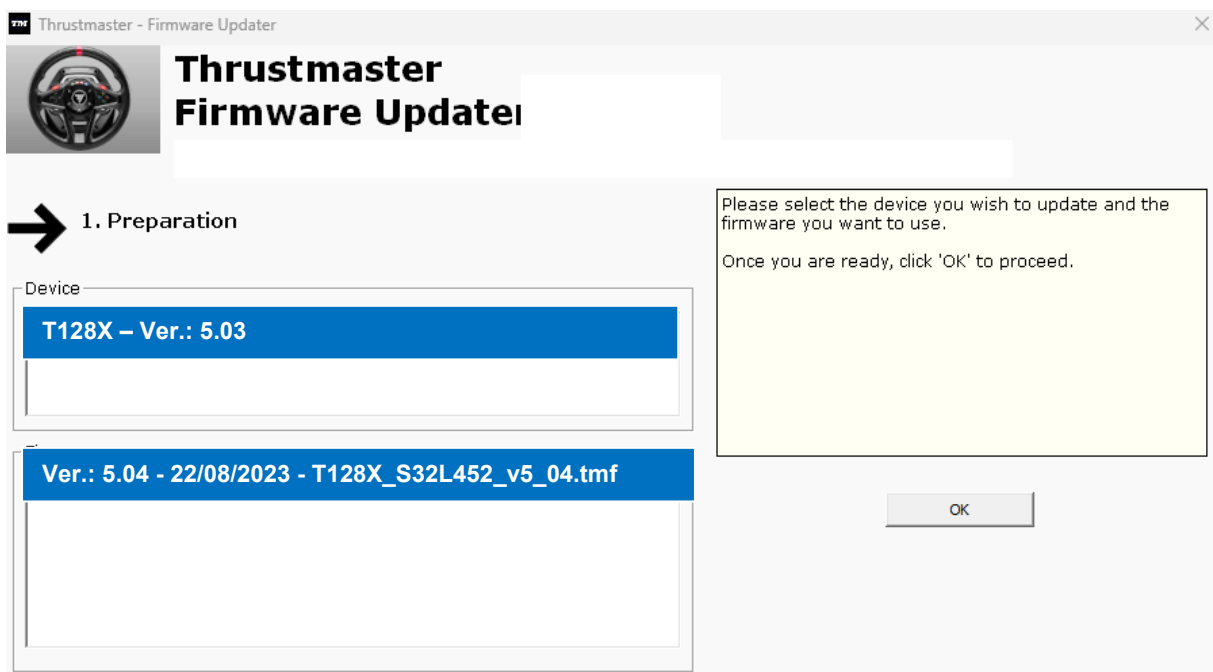 Thrustmaster - Firmware Updater
Thrustmaster
Firmware Updater
1. Preparation
Please select the device you wish to update and the
firmware you want to use.
Once you are ready, click 'OK' to proceed.
Device
T128X – Ver.: 5.03
Ver.: 5.04 - 22/08/2023 - T128X_S32L452_v5_04.tmf
OK